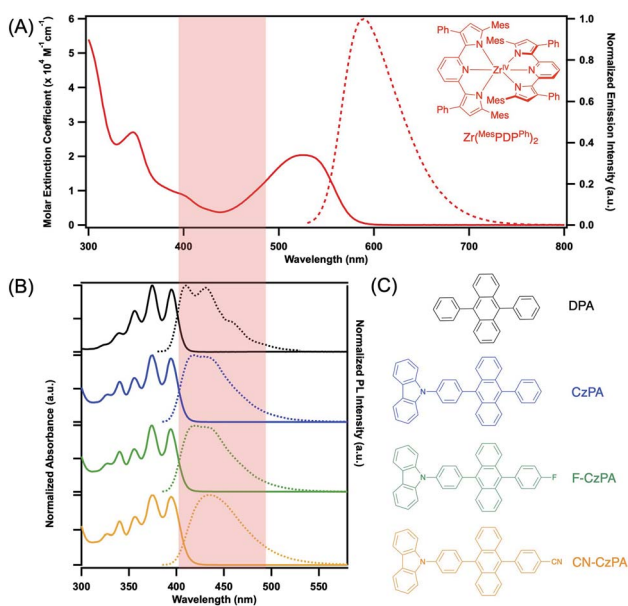 (A)
Molar Extinction Coefficient (x 10⁴ M⁻¹ cm⁻¹)
6
5
4
3
2
1
0
300
400
500
600
700
800
Wavelength (nm)
1.0
0.8
0.6
0.4
0.2
0.0
Normalized Emission Intensity (a.u.)
Mes
Ph
Mes
Ph
N
N
N
Zrᴵⱽ
N
N
N
Ph
Mes
Mes
Ph
Zr(ᴹᵉˢPDPᴾʰ)₂
(B)
Normalized Absorbance (a.u.)
300
350
400
450
500
550
Wavelength (nm)
Normalized PL Intensity (a.u.)
(C)
DPA
N
CzPA
N
F
F-CzPA
N
CN
CN-CzPA